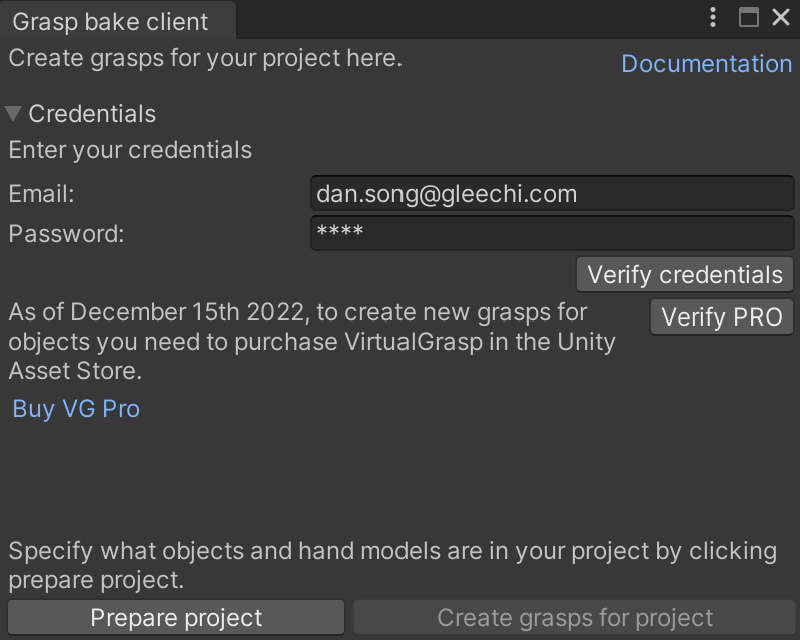 Grasp bake client
Create grasps for your project here.
Documentation
Credentials
Enter your credentials
Email: dan.song@gleechi.com
Password: ****
Verify credentials
As of December 15th 2022, to create new grasps for
objects you need to purchase VirtualGrasp in the Unity
Asset Store.
Verify PRO
Buy VG Pro
Specify what objects and hand models are in your project by clicking
prepare project.
Prepare project
Create grasps for project